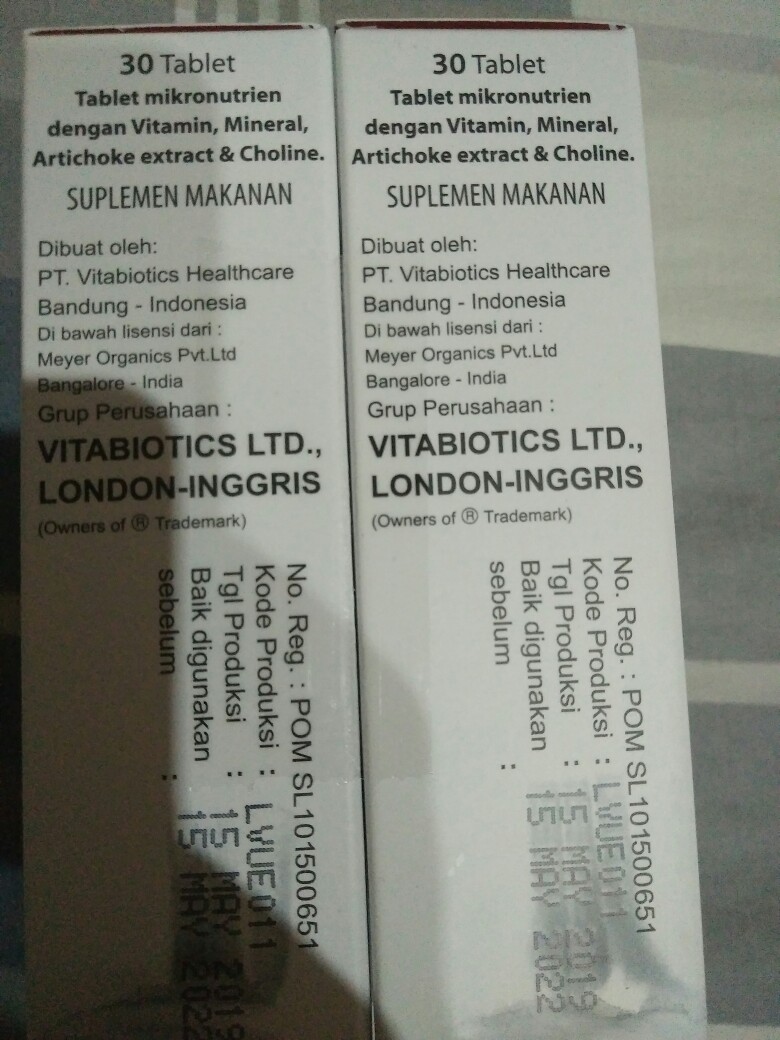 30 Tablet
Tablet mikronutrien
dengan Vitamin, Mineral,
Artichoke extract & Choline.
SUPLEMEN MAKANAN
Dibuat oleh:
PT. Vitabiotics Healthcare
Bandung - Indonesia
Di bawah lisensi dari :
Meyer Organics Pvt.Ltd
Bangalore - India
Grup Perusahaan :
VITABIOTICS LTD.,
LONDON-INGGRIS
(Owners of ® Trademark)
No. Reg. : POM SL101500651
Kode Produksi : LVUE011
Tgl Produksi : 15 MAY 2019
Baik digunakan : 15 MAY 2022
sebelum
30 Tablet
Tablet mikronutrien
dengan Vitamin, Mineral,
Artichoke extract & Choline.
SUPLEMEN MAKANAN
Dibuat oleh:
PT. Vitabiotics Healthcare
Bandung - Indonesia
Di bawah lisensi dari :
Meyer Organics Pvt.Ltd
Bangalore - India
Grup Perusahaan :
VITABIOTICS LTD.,
LONDON-INGGRIS
(Owners of ® Trademark)
No. Reg. : POM SL101500651
Kode Produksi : LVUE011
Tgl Produksi : 15 MAY 2019
Baik digunakan : 15 MAY 2022
sebelum